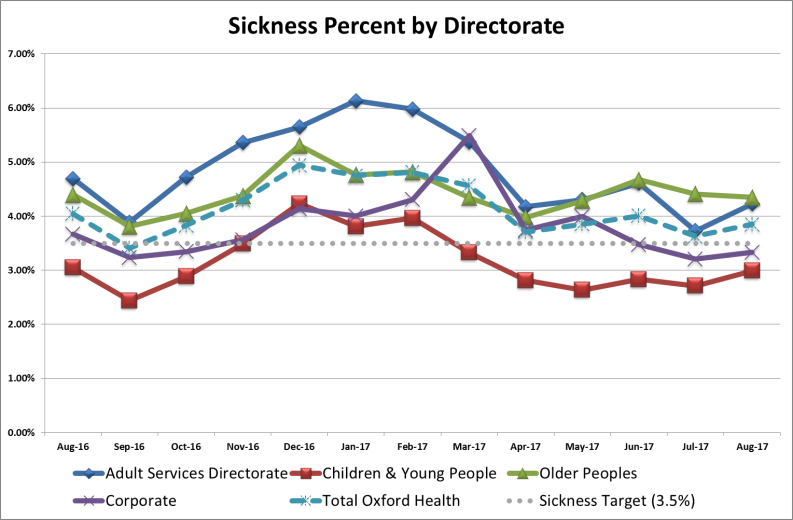 Sickness Percent by Directorate
7.00%
6.00%
5.00%
4.00%
3.00%
2.00%
1.00%
0.00%
Aug-16 Sep-16 Oct-16 Nov-16 Dec-16 Jan-17 Feb-17 Mar-17 Apr-17 May-17 Jun-17 Jul-17 Aug-17
Adult Services Directorate Children & Young People Older Peoples
Corporate Total Oxford Health Sickness Target (3.5%)